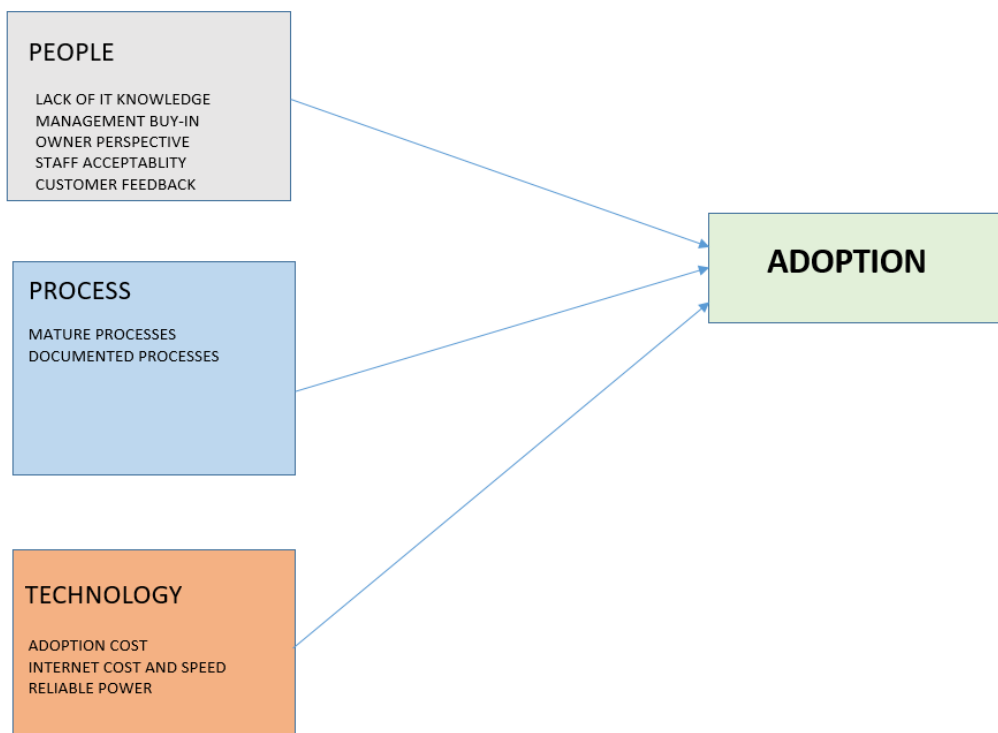 PEOPLE
LACK OF IT KNOWLEDGE
MANAGEMENT BUY-IN
OWNER PERSPECTIVE
STAFF ACCEPTABLITY
CUSTOMER FEEDBACK
ADOPTION
PROCESS
MATURE PROCESSES
DOCUMENTED PROCESSES
TECHNOLOGY
ADOPTION COST
INTERNET COST AND SPEED
RELIABLE POWER